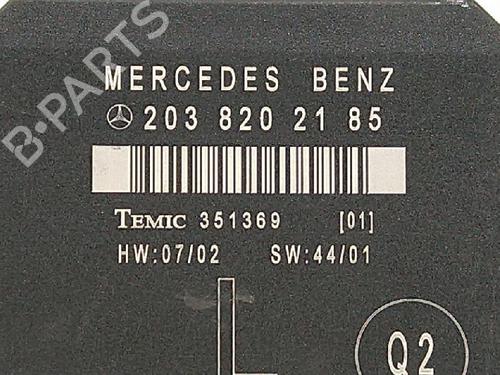 B-PARTS
MERCEDES BENZ
203 820 21 85
TEMIC 351369 [01]
HW:07/02 SW:44/01
L
Q2